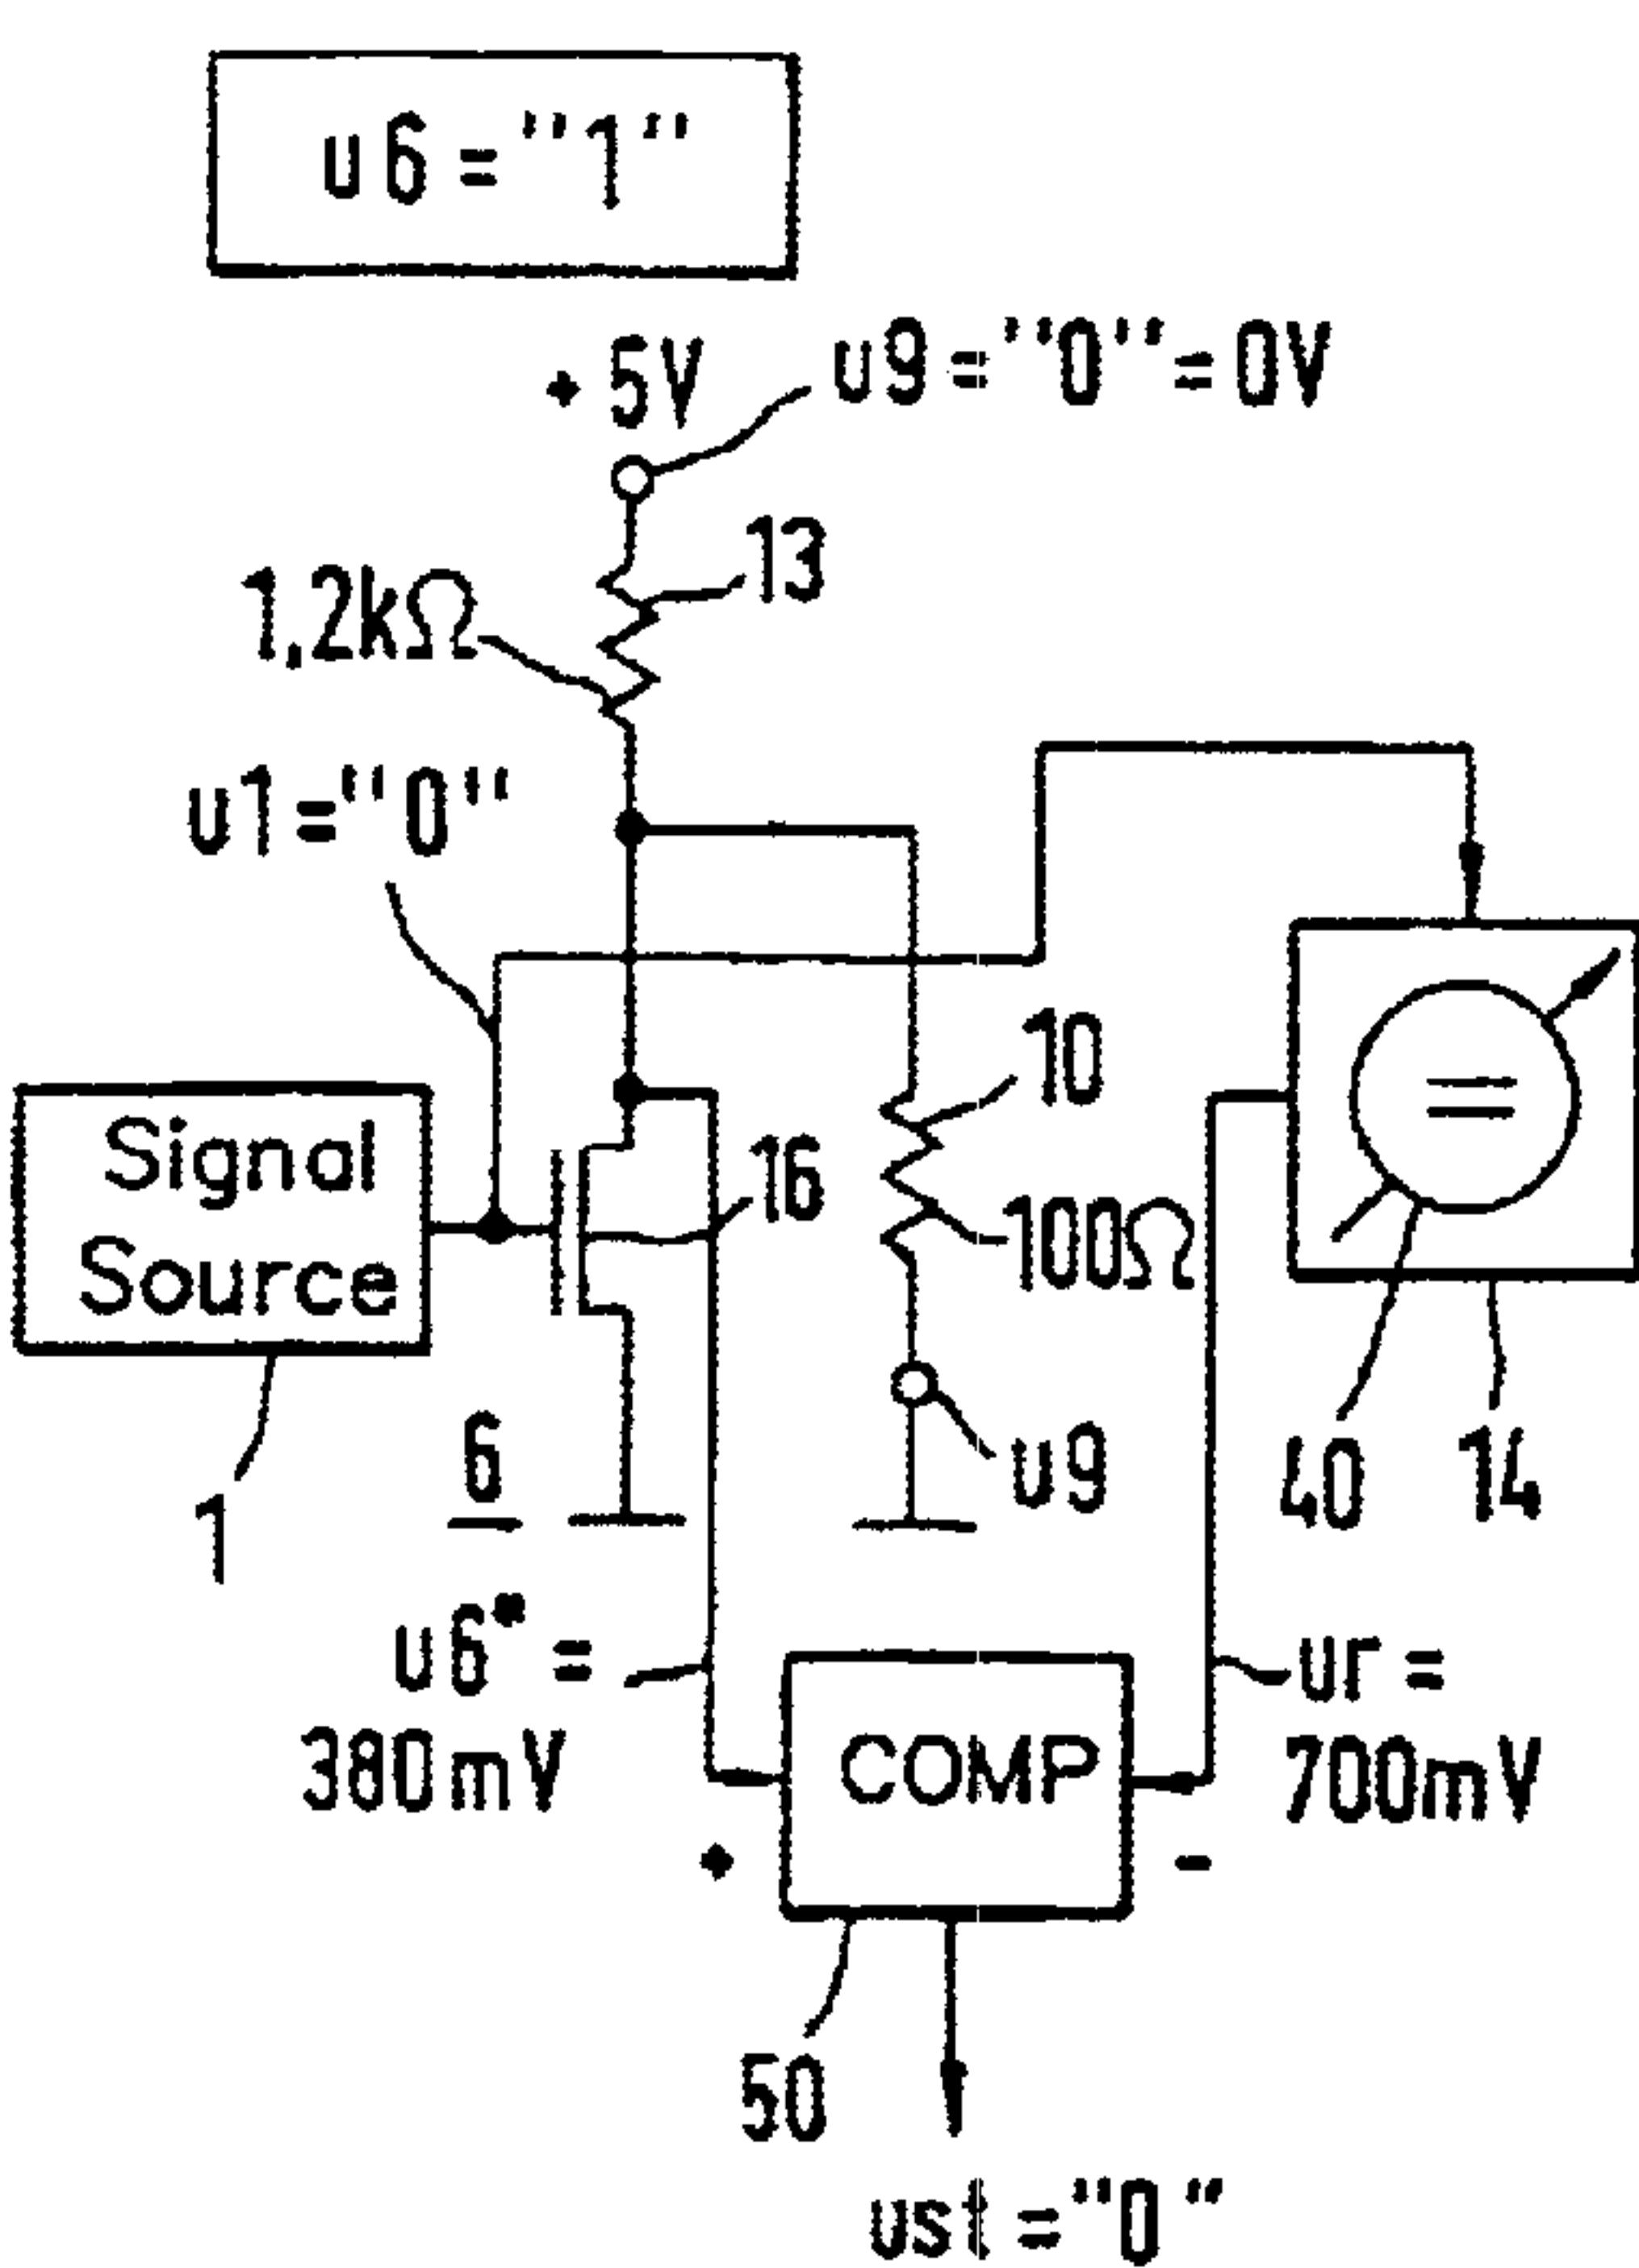 u6="1"
+5V
u9="0"=0V
13
1,2kΩ
u1="0"
10
Signal
Source
16
100Ω
1
6
u9
40
14
u6* =
380mV
COMP
ur =
700mV
+
-
50
ust="0"